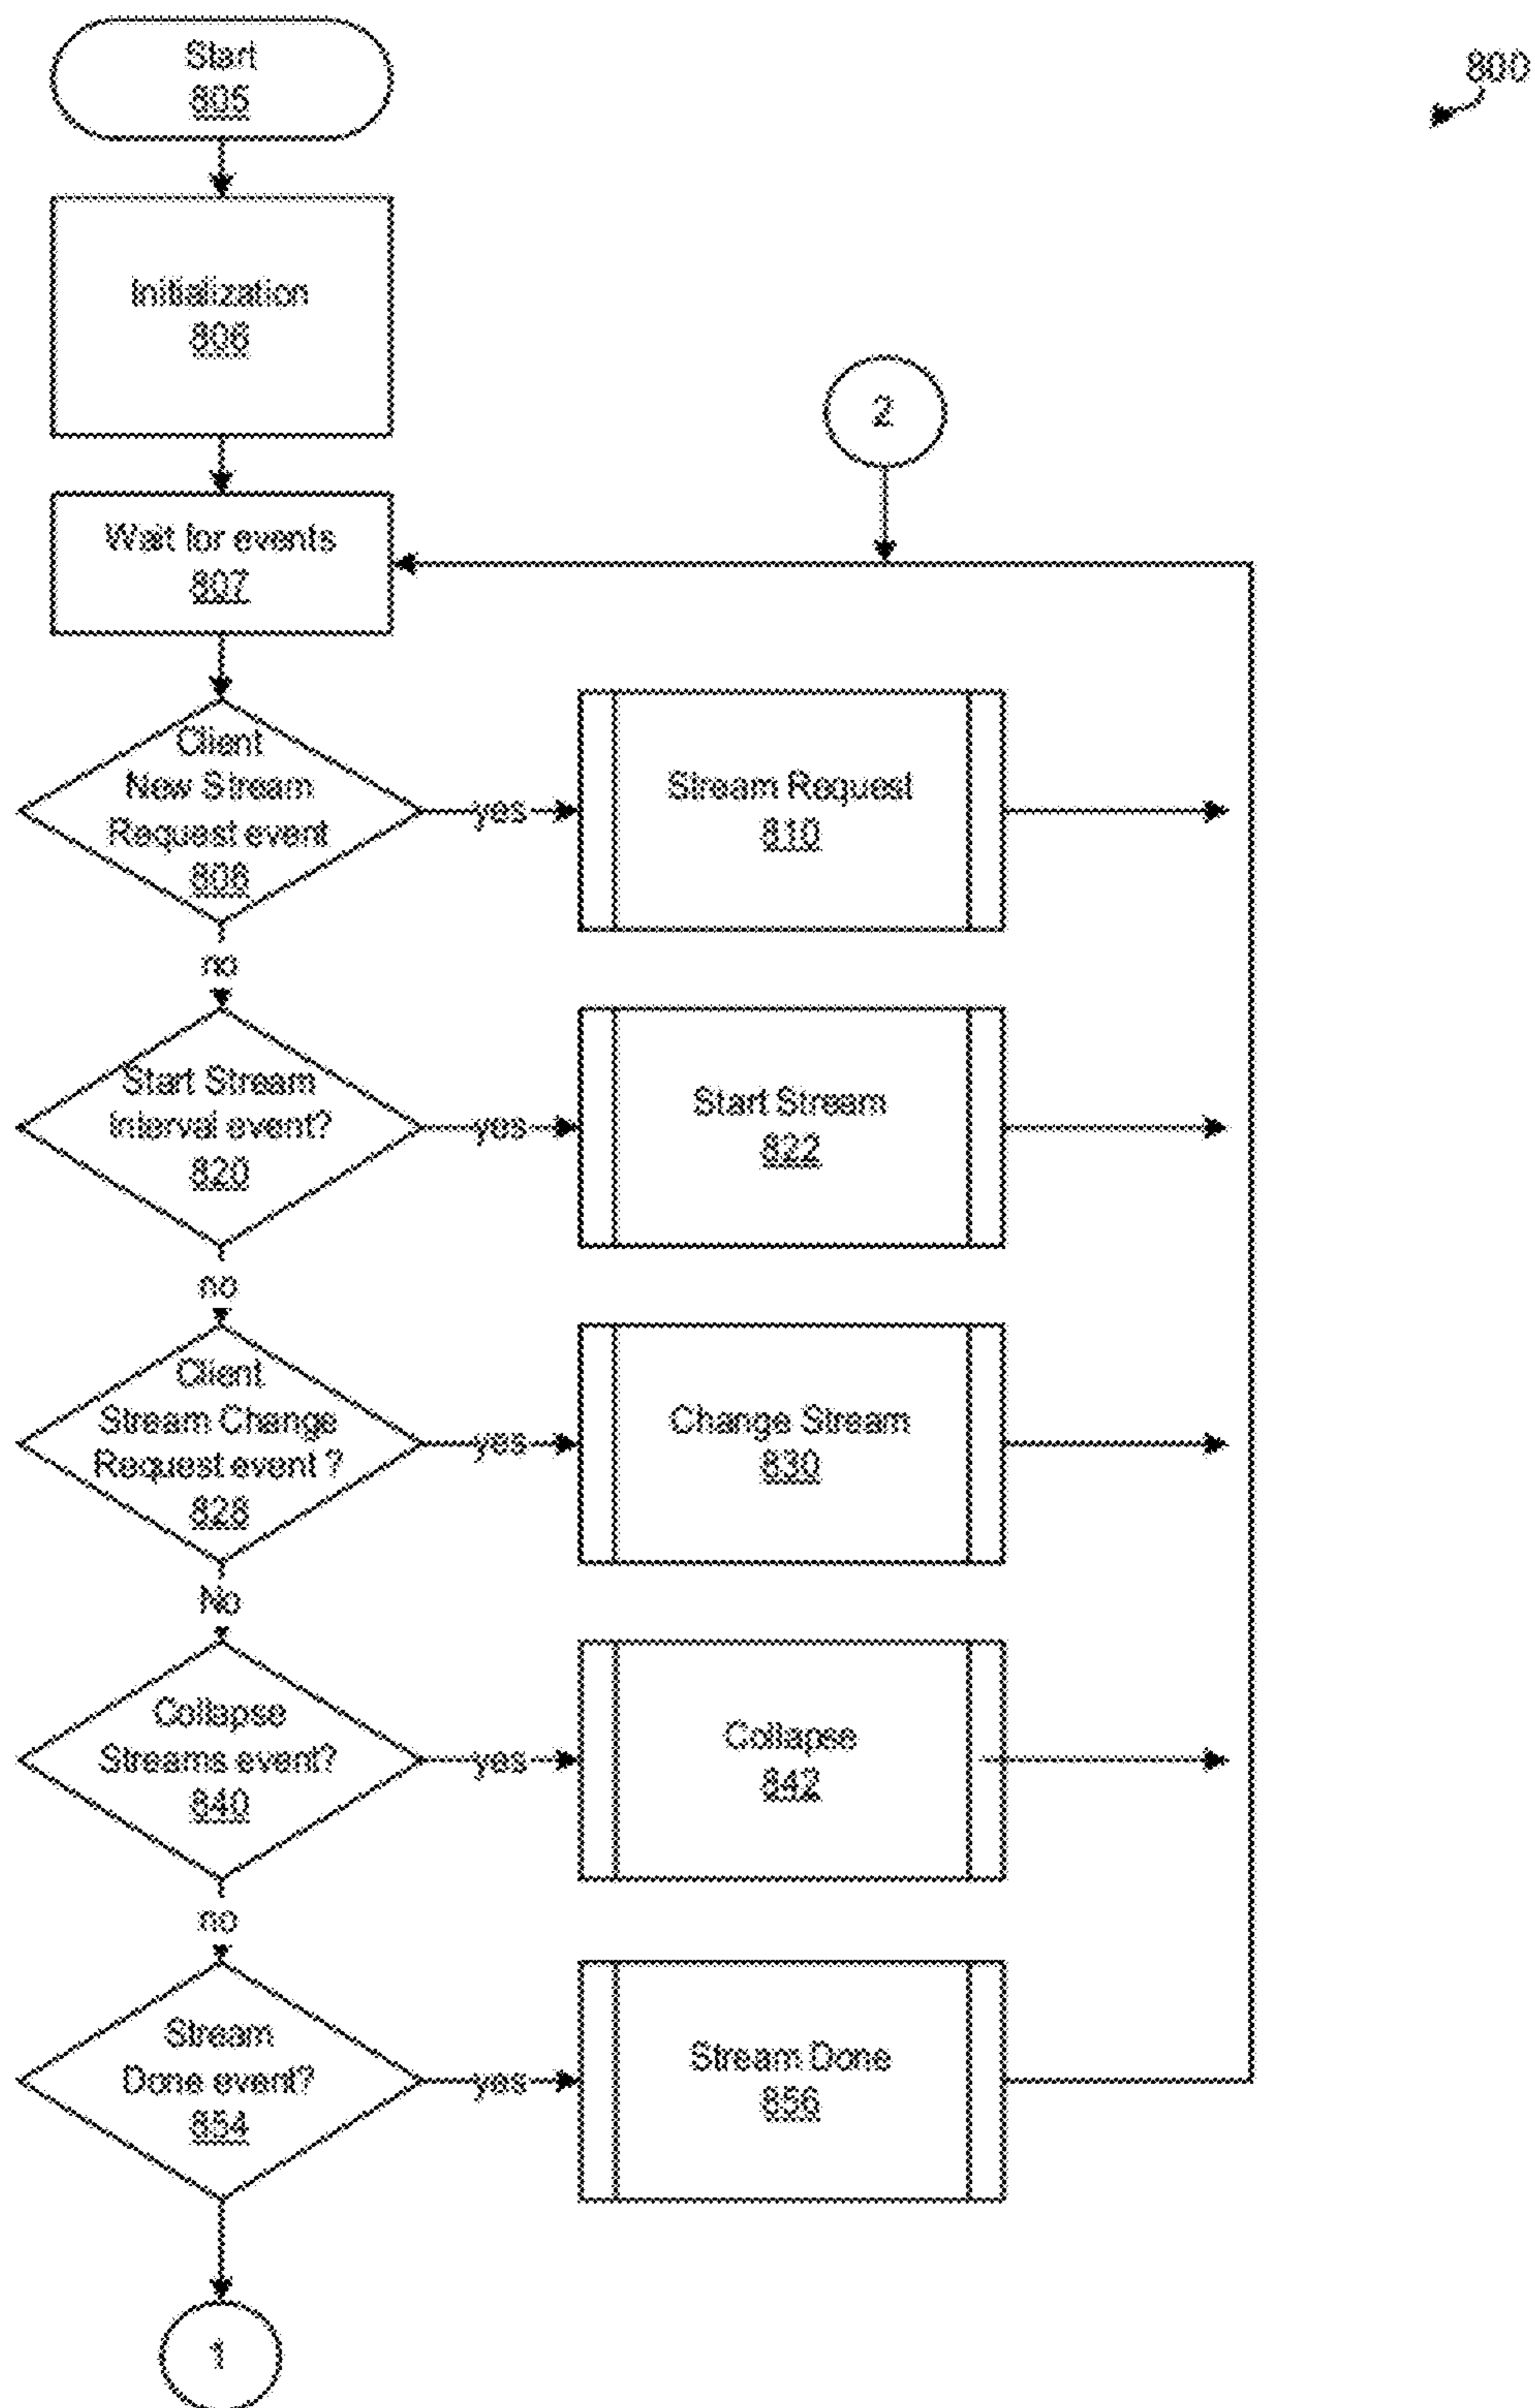 Start
805
800
Initialization
806
2
Wait for events
807
Client
New Stream
Request event
808
yes
Stream Request
810
no
Start Stream
Interval event?
820
yes
Start Stream
822
no
Client
Stream Change
Request event ?
828
yes
Change Stream
830
No
Collapse
Streams event?
840
yes
Collapse
842
no
Stream
Done event?
854
yes
Stream Done
856
1